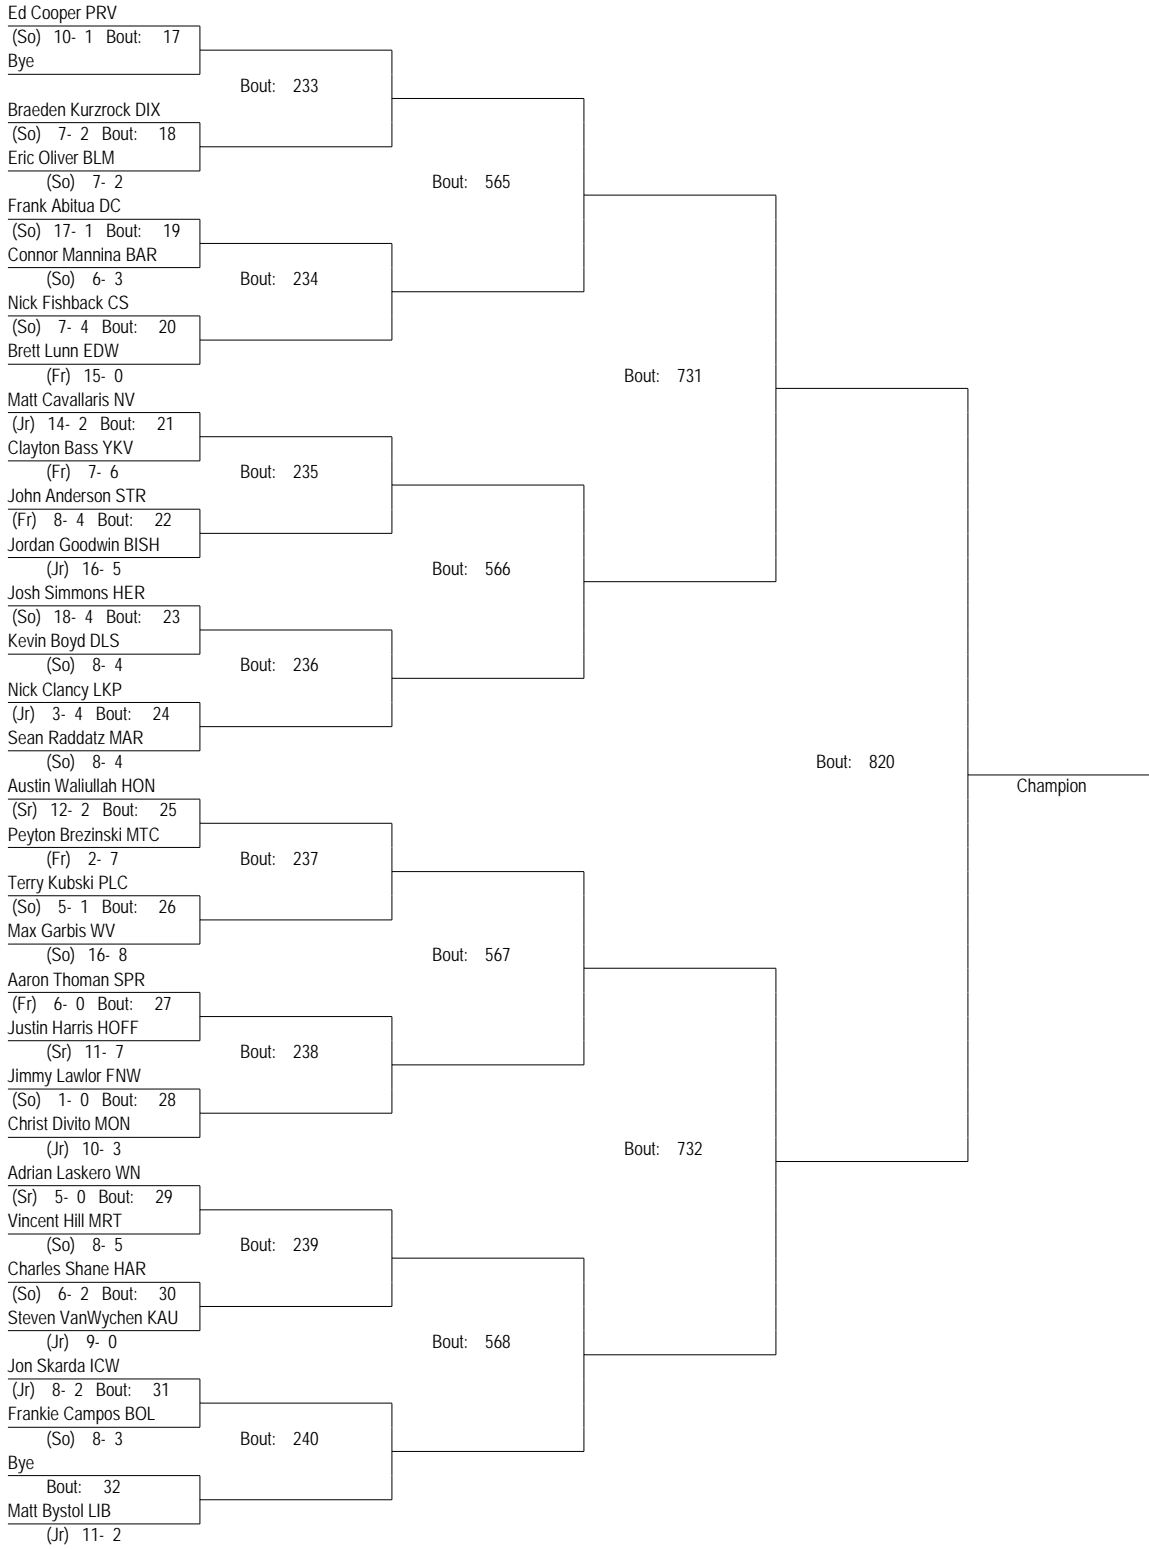 Ed Cooper PRV
(So) 10- 1 Bout: 17
Bye
Bout: 233
Braeden Kurzrock DIX
(So) 7- 2 Bout: 18
Eric Oliver BLM
(So) 7- 2
Bout: 565
Frank Abitua DC
(So) 17- 1 Bout: 19
Connor Mannina BAR
(So) 6- 3
Bout: 234
Nick Fishback CS
(So) 7- 4 Bout: 20
Brett Lunn EDW
(Fr) 15- 0
Bout: 731
Matt Cavallaris NV
(Jr) 14- 2 Bout: 21
Clayton Bass YKV
(Fr) 7- 6
Bout: 235
John Anderson STR
(Fr) 8- 4 Bout: 22
Jordan Goodwin BISH
(Jr) 16- 5
Bout: 566
Josh Simmons HER
(So) 18- 4 Bout: 23
Kevin Boyd DLS
(So) 8- 4
Bout: 236
Nick Clancy LKP
(Jr) 3- 4 Bout: 24
Sean Raddatz MAR
(So) 8- 4
Bout: 820
Champion
Austin Waliullah HON
(Sr) 12- 2 Bout: 25
Peyton Brezinski MTC
(Fr) 2- 7
Bout: 237
Terry Kubski PLC
(So) 5- 1 Bout: 26
Max Garbis WV
(So) 16- 8
Bout: 567
Aaron Thoman SPR
(Fr) 6- 0 Bout: 27
Justin Harris HOFF
(Sr) 11- 7
Bout: 238
Jimmy Lawlor FNW
(So) 1- 0 Bout: 28
Christ Divito MON
(Jr) 10- 3
Bout: 732
Adrian Laskero WN
(Sr) 5- 0 Bout: 29
Vincent Hill MRT
(So) 8- 5
Bout: 239
Charles Shane HAR
(So) 6- 2 Bout: 30
Steven VanWychen KAU
(Jr) 9- 0
Bout: 568
Jon Skarda ICW
(Jr) 8- 2 Bout: 31
Frankie Campos BOL
(So) 8- 3
Bout: 240
Bye
Bout: 32
Matt Bystol LIB
(Jr) 11- 2